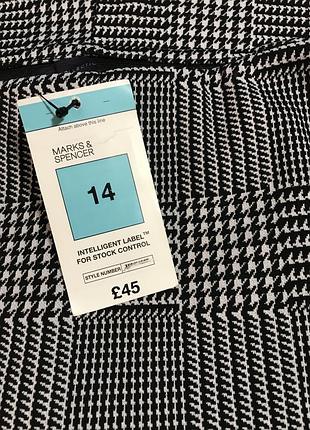 Attach above this line
MARKS &
SPENCER
14
INTELLIGENT LABEL™
FOR STOCK CONTROL
STYLE NUMBER
£45